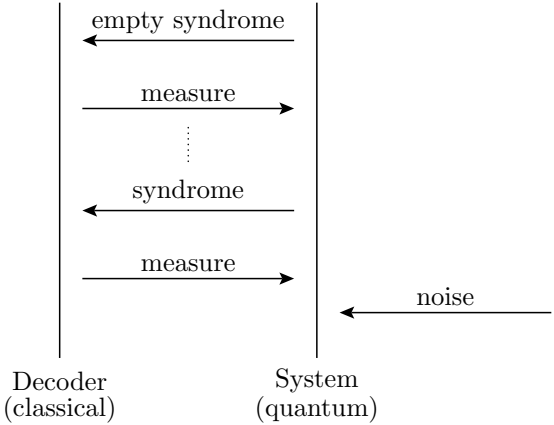 empty syndrome
measure
syndrome
measure
noise
Decoder
(classical)
System
(quantum)